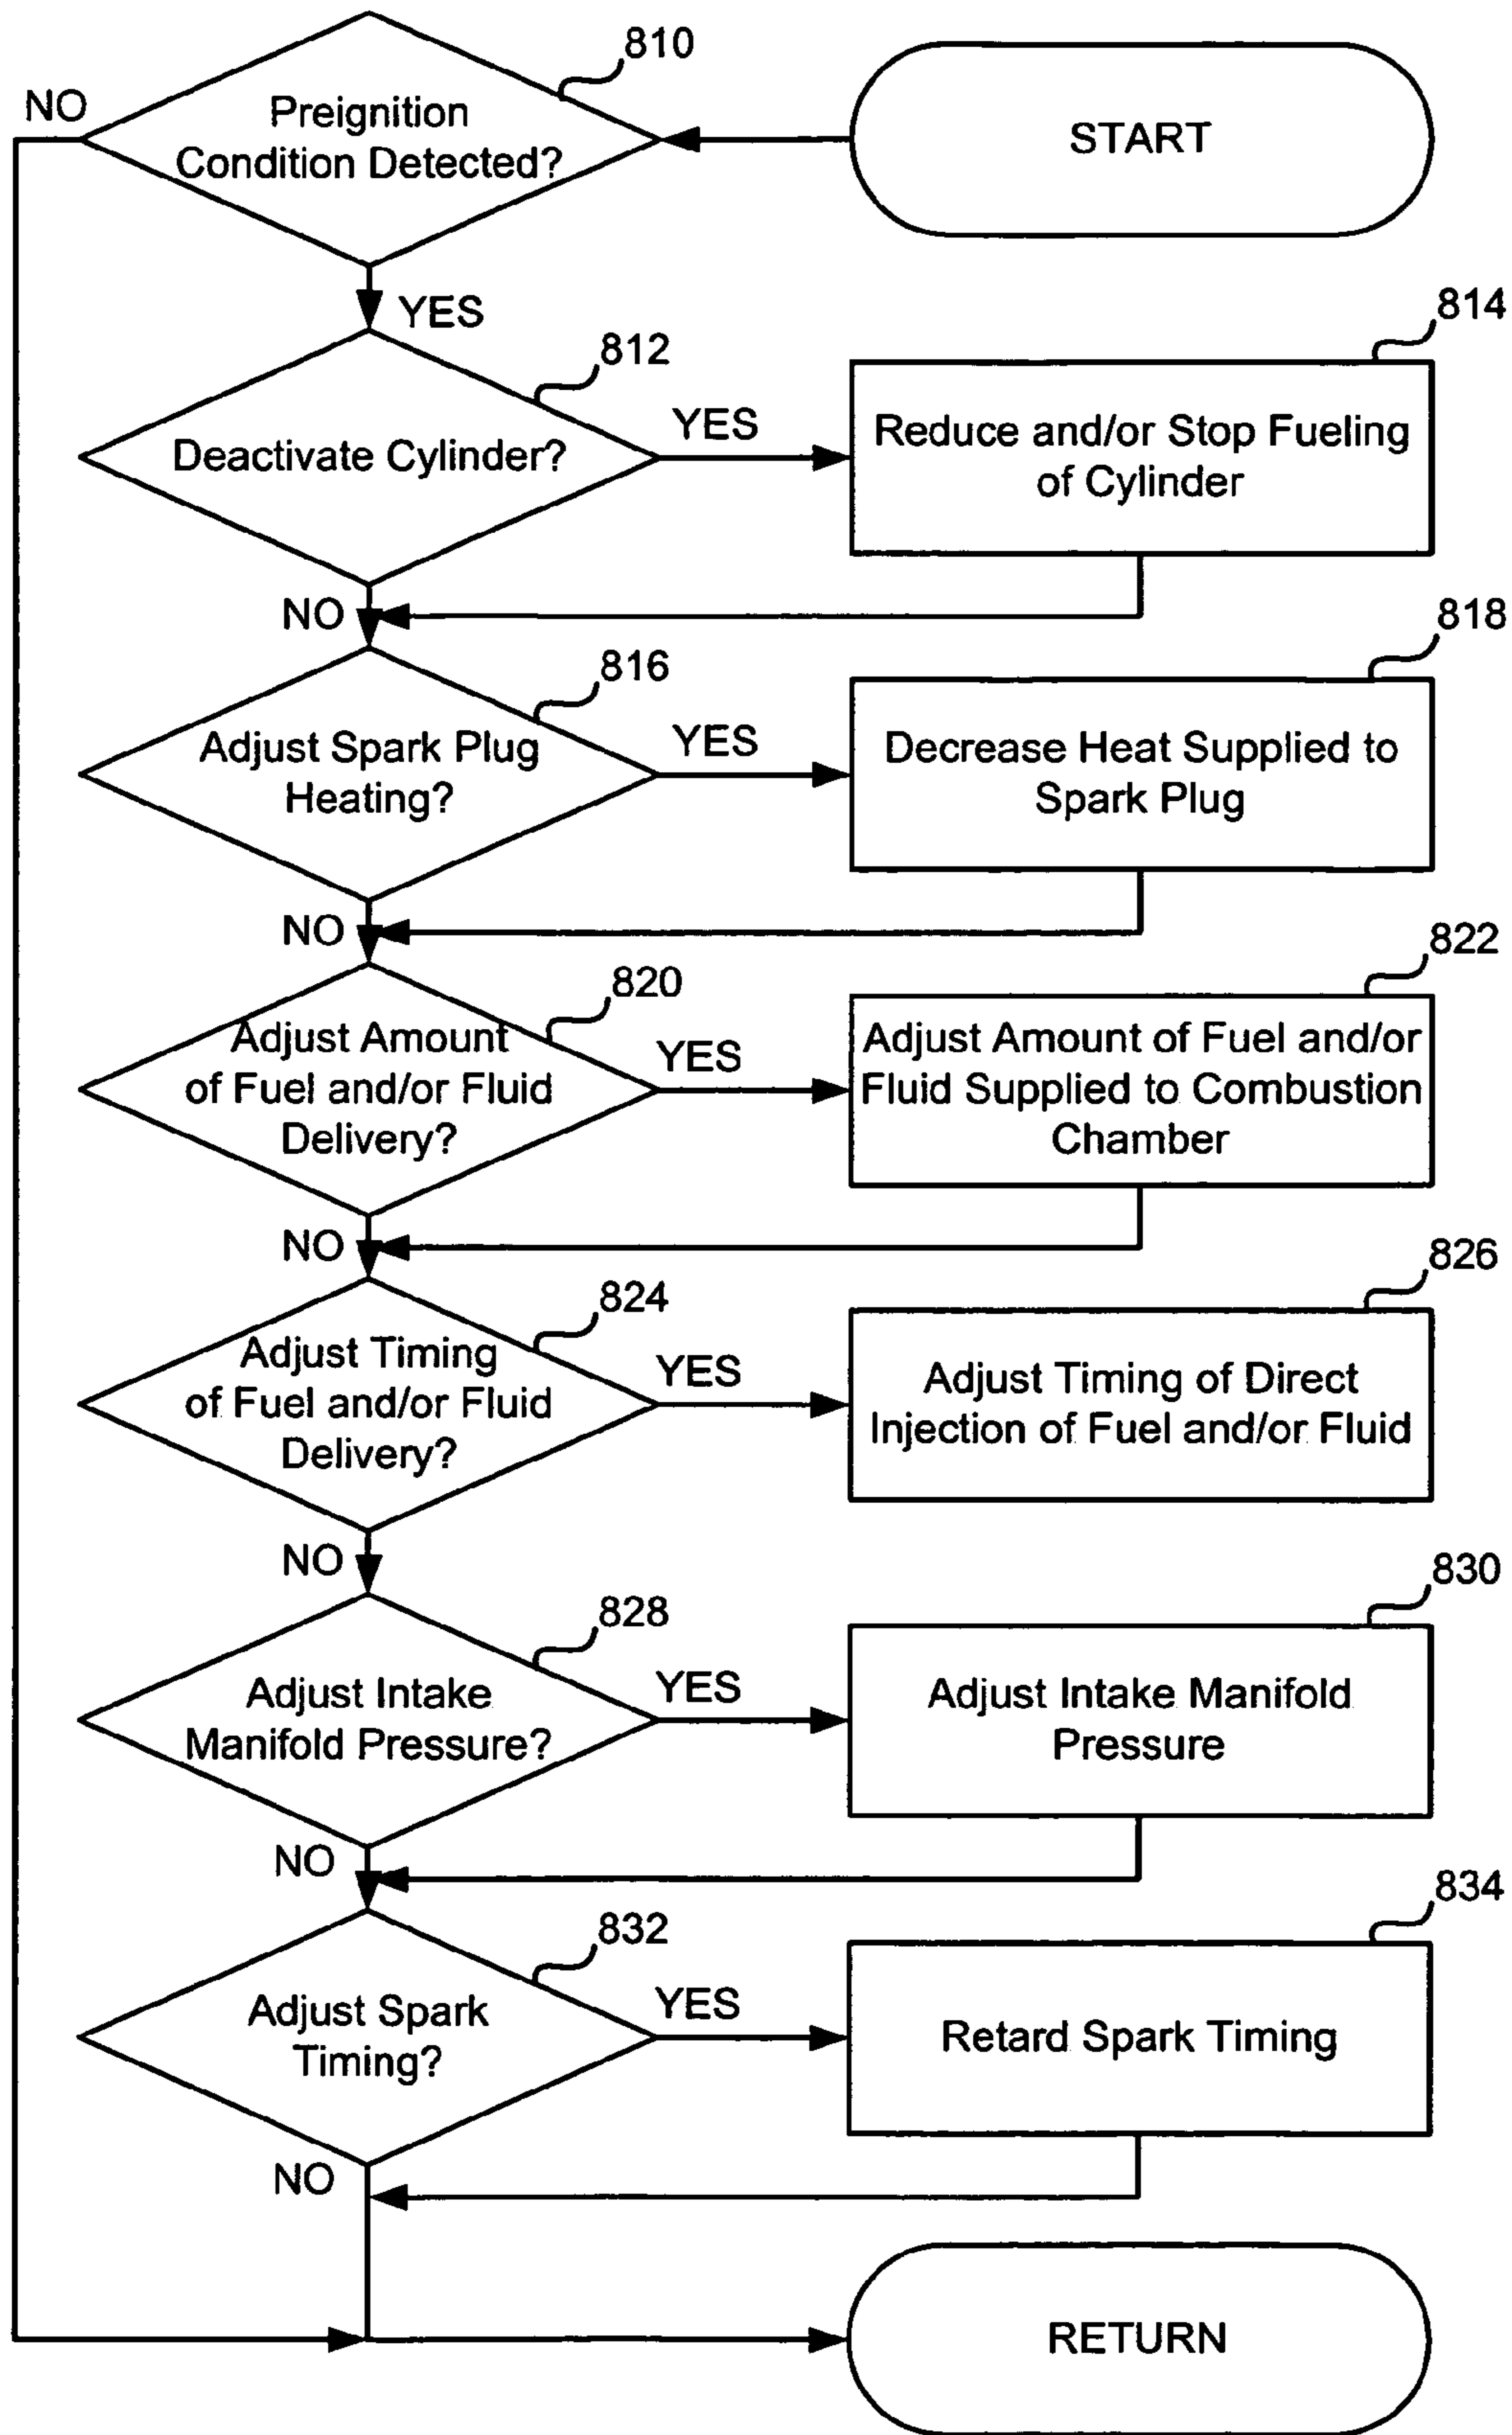 810
NO
Preignition
Condition Detected?
START
YES
812
Deactivate Cylinder?
YES
814
Reduce and/or Stop Fueling
of Cylinder
NO
816
Adjust Spark Plug
Heating?
YES
818
Decrease Heat Supplied to
Spark Plug
NO
820
Adjust Amount
of Fuel and/or Fluid
Delivery?
YES
822
Adjust Amount of Fuel and/or
Fluid Supplied to Combustion
Chamber
NO
824
Adjust Timing
of Fuel and/or Fluid
Delivery?
YES
826
Adjust Timing of Direct
Injection of Fuel and/or Fluid
NO
828
Adjust Intake
Manifold Pressure?
YES
830
Adjust Intake Manifold
Pressure
NO
832
Adjust Spark
Timing?
YES
834
Retard Spark Timing
NO
RETURN